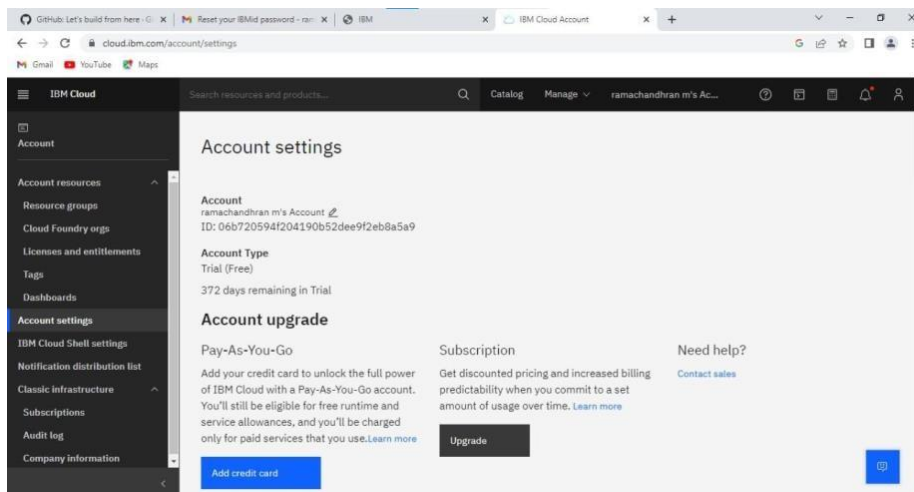 GitHub: Let's build from here · G
Reset your IBMid password - ram
IBM
IBM Cloud Account
cloud.ibm.com/account/settings
Gmail
YouTube
Maps
IBM Cloud
Search resources and products...
Catalog
Manage
ramachandhran m's Ac...
Account
Account resources
Resource groups
Cloud Foundry orgs
Licenses and entitlements
Tags
Dashboards
Account settings
IBM Cloud Shell settings
Notification distribution list
Classic infrastructure
Subscriptions
Audit log
Company information
Account settings
Account
ramachandhran m's Account
ID: 06b720594f204190b52dee9f2eb8a5a9
Account Type
Trial (Free)
372 days remaining in Trial
Account upgrade
Pay-As-You-Go
Add your credit card to unlock the full power
of IBM Cloud with a Pay-As-You-Go account.
You'll still be eligible for free runtime and
service allowances, and you'll be charged
only for paid services that you use.Learn more
Add credit card
Subscription
Get discounted pricing and increased billing
predictability when you commit to a set
amount of usage over time. Learn more
Upgrade
Need help?
Contact sales